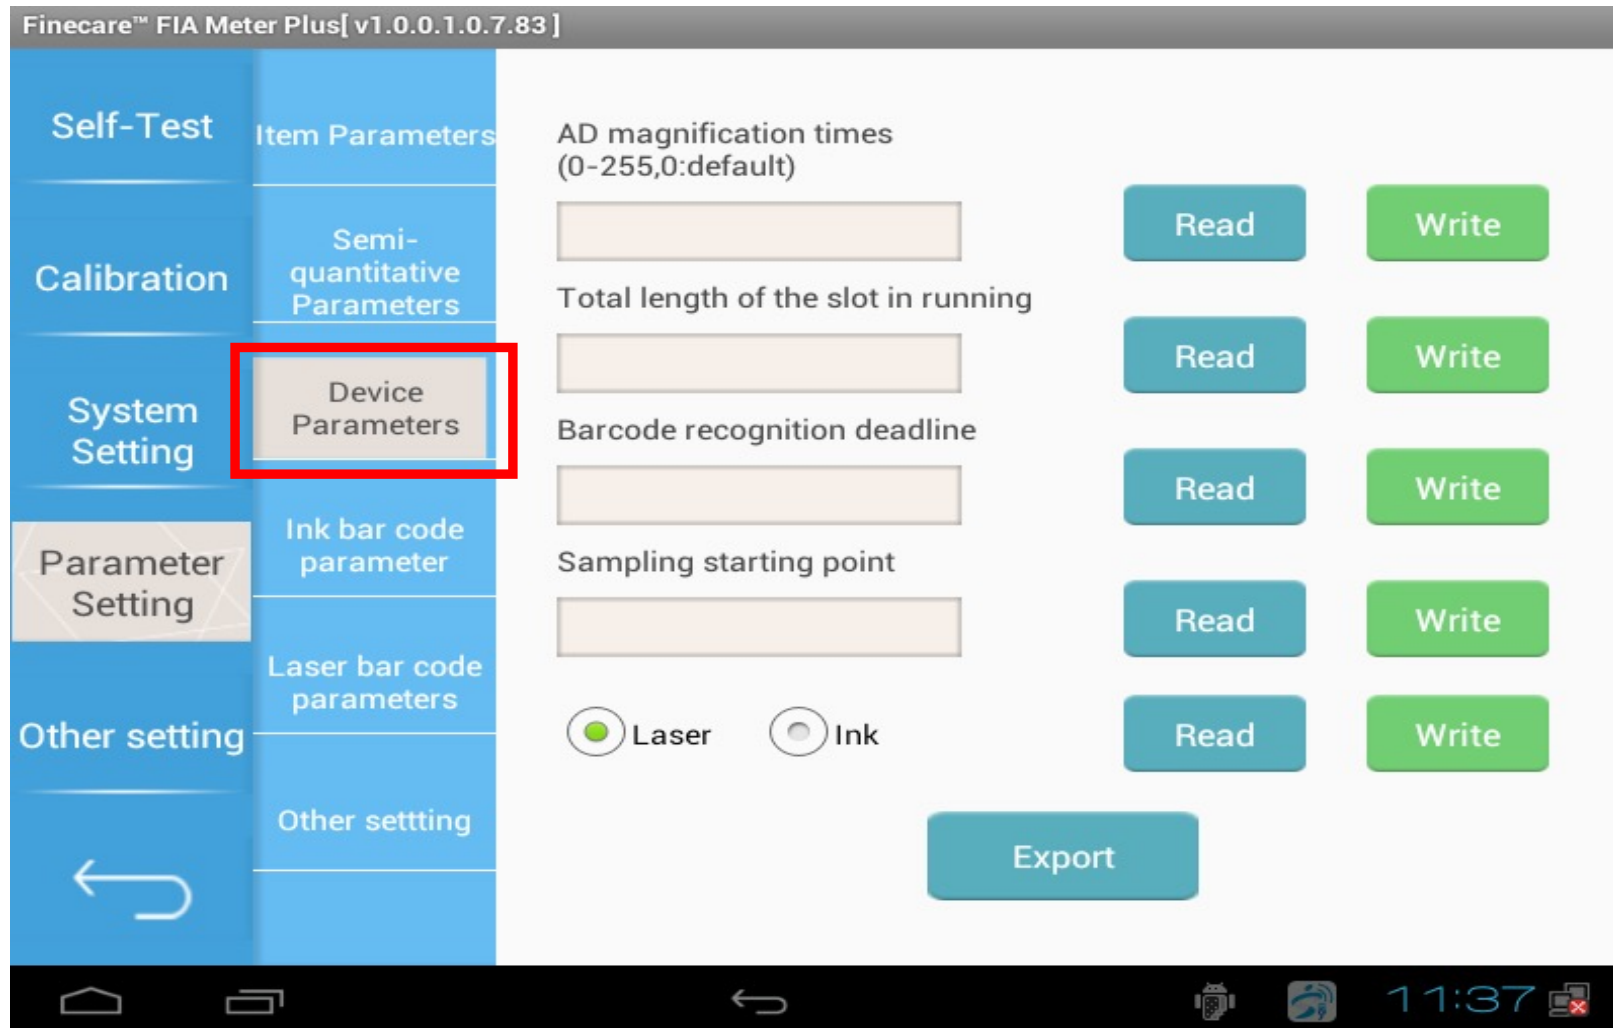 Finecare™ FIA Meter Plus[ v1.0.0.1.0.7.83 ]
Self-Test
Calibration
System
Setting
Parameter
Setting
Other setting
Item Parameters
Semi-
quantitative
Parameters
Device
Parameters
Ink bar code
parameter
Laser bar code
parameters
Other settting
AD magnification times
(0-255,0:default)
Read
Write
Total length of the slot in running
Read
Write
Barcode recognition deadline
Read
Write
Sampling starting point
Read
Write
Laser
Ink
Read
Write
Export
11:37